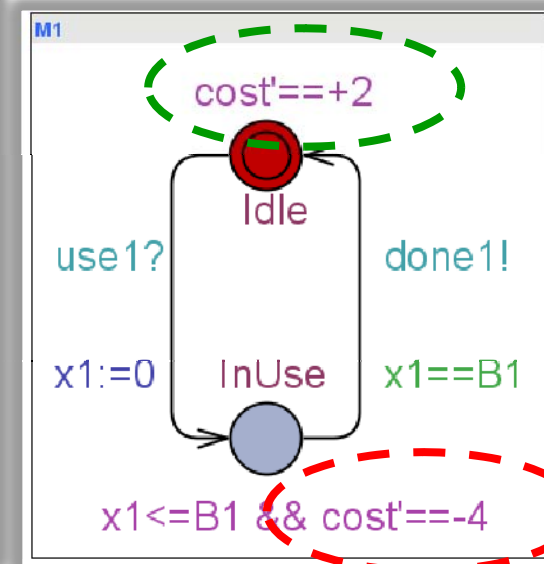 M1
cost'==+2
Idle
use1?
done1!
x1:=0
InUse
x1==B1
x1<=B1 && cost'==-4